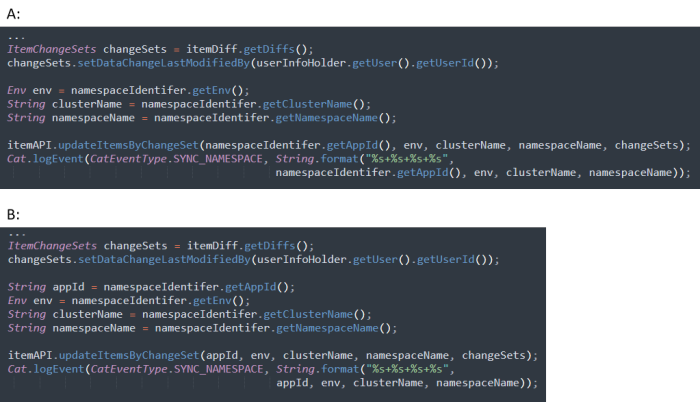 A:
...
ItemChangeSets changeSets = itemDiff.getDiffs();
changeSets.setDataChangeLastModifiedBy(userInfoHolder.getUser().getUserId());
Env env = namespaceIdentifer.getEnv();
String clusterName = namespaceIdentifer.getClusterName();
String namespaceName = namespaceIdentifer.getNamespaceName();
itemAPI.updateItemsByChangeSet(namespaceIdentifer.getAppId(), env, clusterName, namespaceName, changeSets);
Cat.logEvent(CatEventType.SYNC_NAMESPACE, String.format("%s+%s+%s+%s",
namespaceIdentifer.getAppId(), env, clusterName, namespaceName));
B:
...
ItemChangeSets changeSets = itemDiff.getDiffs();
changeSets.setDataChangeLastModifiedBy(userInfoHolder.getUser().getUserId());
String appId = namespaceIdentifer.getAppId();
Env env = namespaceIdentifer.getEnv();
String clusterName = namespaceIdentifer.getClusterName();
String namespaceName = namespaceIdentifer.getNamespaceName();
itemAPI.updateItemsByChangeSet(appId, env, clusterName, namespaceName, changeSets);
Cat.logEvent(CatEventType.SYNC_NAMESPACE, String.format("%s+%s+%s+%s",
appId, env, clusterName, namespaceName));